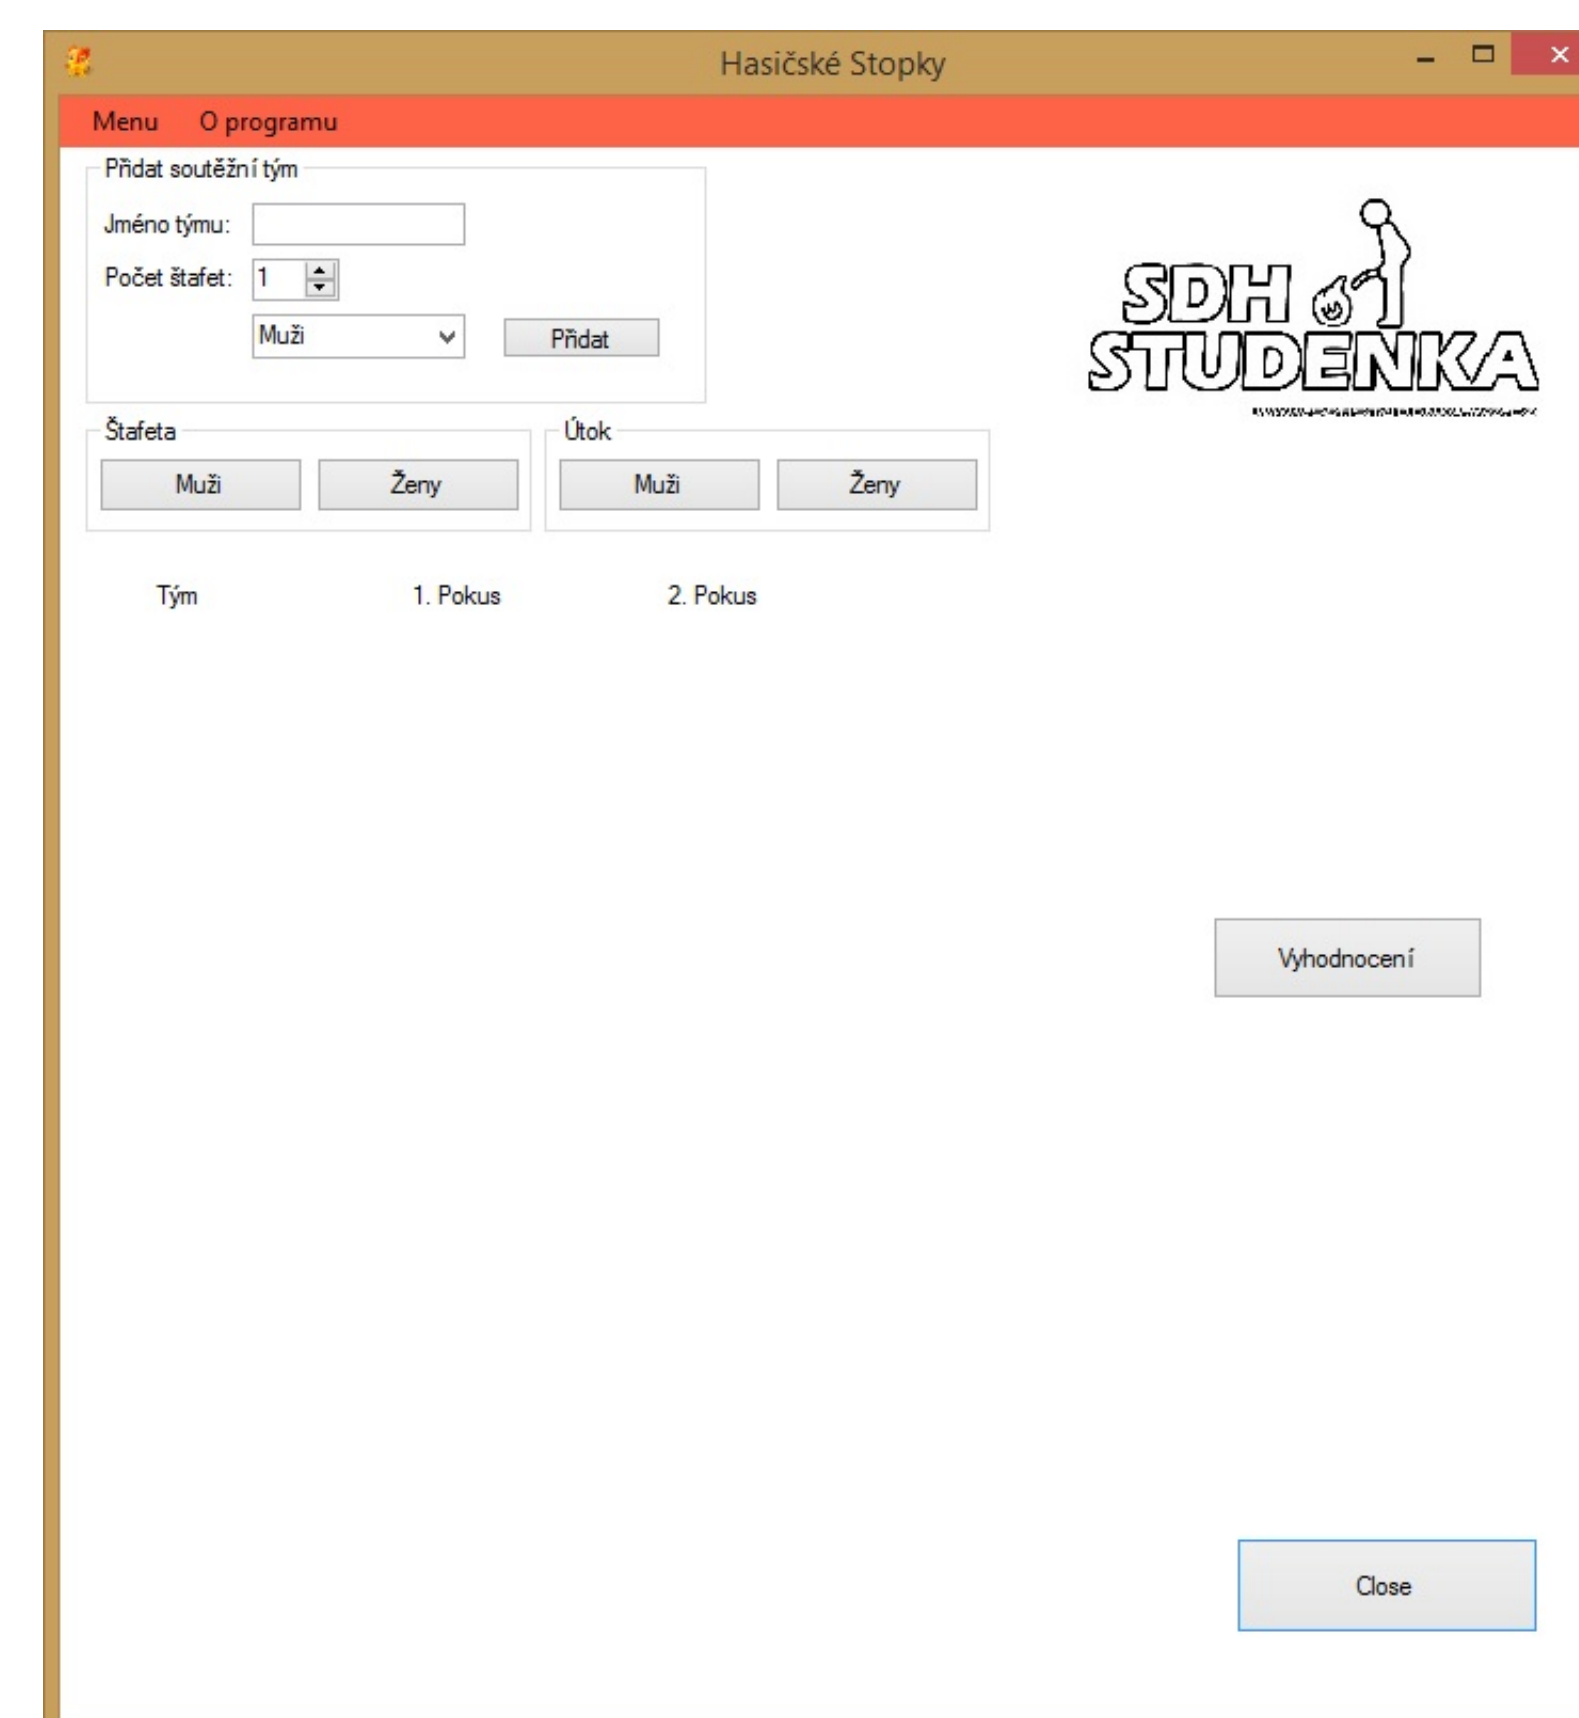 Hasičské Stopky
Menu O programu
Přidat soutěžní tým
Jméno týmu:
Počet štafet: 1
Muži Přidat
SDH
STUDENKA
Štafeta Útok
Muži Ženy Muži Ženy
Tým 1. Pokus 2. Pokus
Vyhodnocení
Close